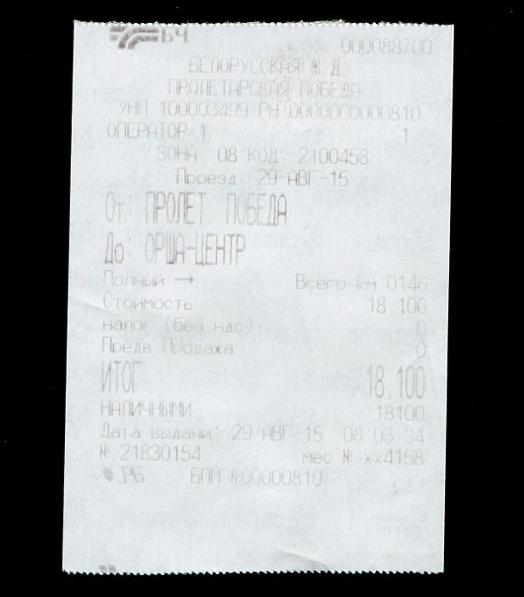 БЧ
000088700
БЕЛОРУССКАЯ Ж.Д.
ПРОЛЕТАРСКАЯ ПОБЕДА
УНП 100003499 РН 0000000000810
ОПЕРАТОР 1 1
ЗОНА 08 КОД: 2100458
Проезд 29-АВГ-15
От: ПРОЛЕТ. ПОБЕДА
До: ОРША-ЦЕНТР
Полный → Всего км 0146
Стоимость 18 100
налог (без ндс) 0
Предв Продажа 0
ИТОГ 18.100
НАЛИЧНЫМИ 18100
Дата выдачи: 29-АВГ-15 08:03:34
№ 21830154 мес № хх4158
БПМ №00000810